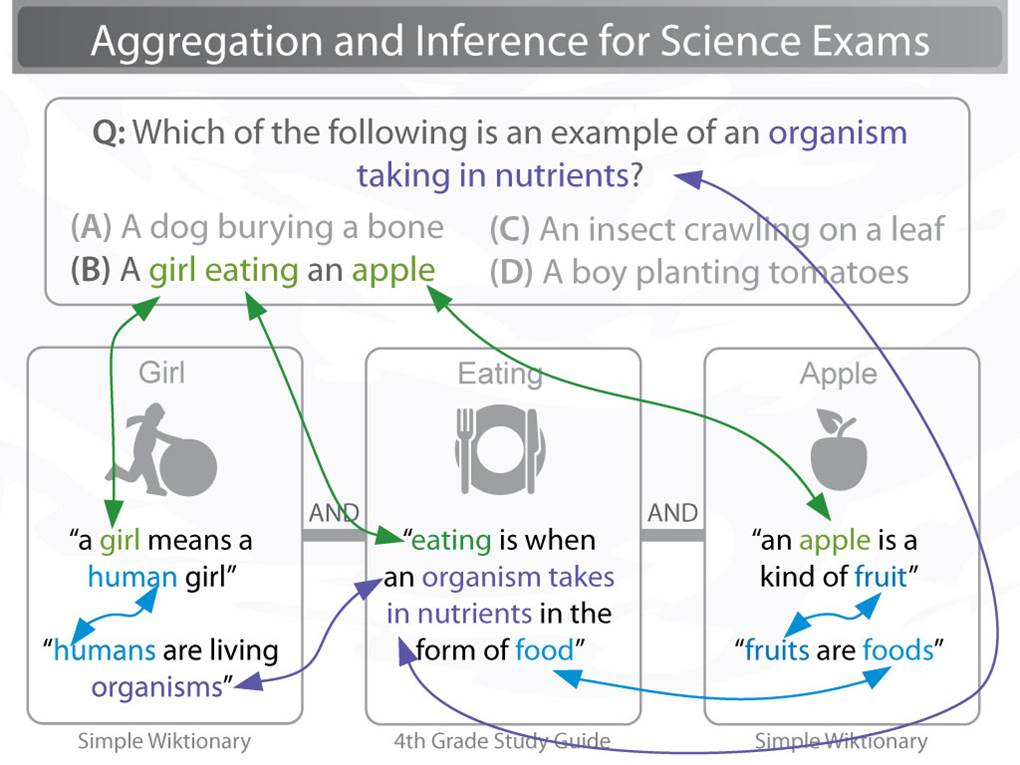 Aggregation and Inference for Science Exams
Q: Which of the following is an example of an organism
taking in nutrients?
(A) A dog burying a bone
(B) A girl eating an apple
(C) An insect crawling on a leaf
(D) A boy planting tomatoes
Girl
“a girl means a
human girl”
“humans are living
organisms”
Simple Wiktionary
AND
Eating
“eating is when
an organism takes
in nutrients in the
form of food”
4th Grade Study Guide
AND
Apple
“an apple is a
kind of fruit”
“fruits are foods”
Simple Wiktionary